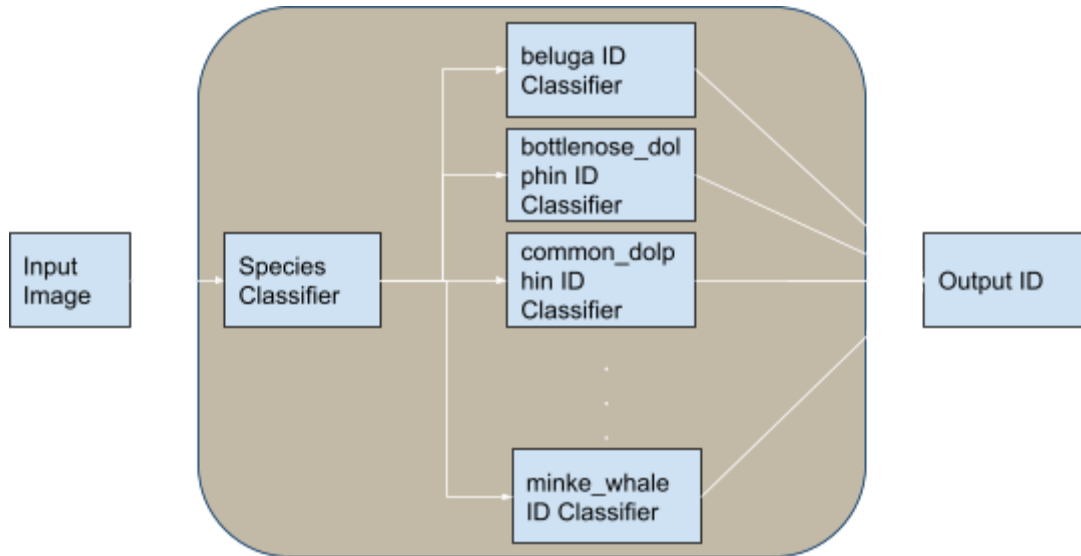 Input
Image
Species
Classifier
beluga ID
Classifier
bottlenose_dol
phin ID
Classifier
common_dolp
hin ID
Classifier
.
.
.
minke_whale
ID Classifier
Output ID